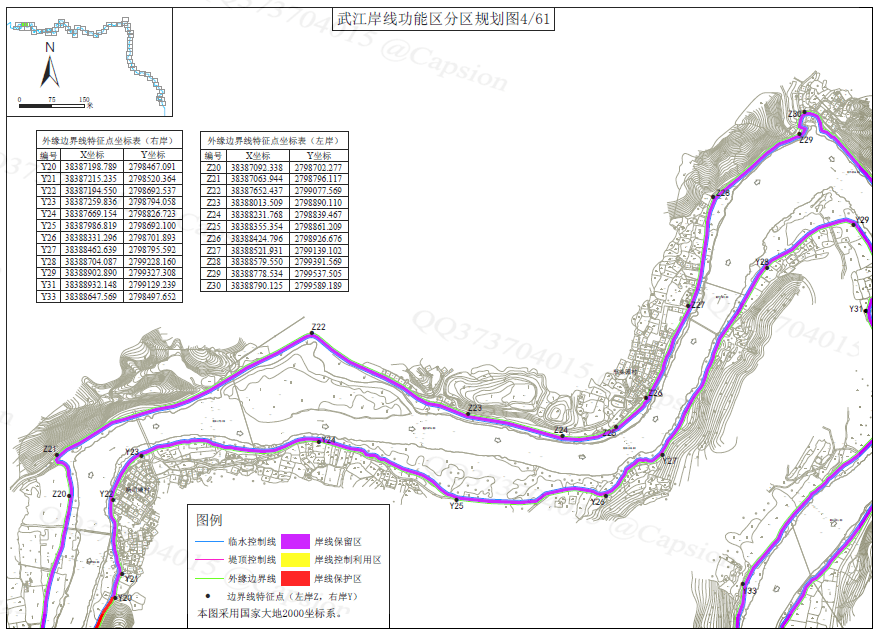 武江岸线功能区分区规划图4/61
N
0 75 150 米
外缘边界线特征点坐标表（右岸）
编号 X坐标 Y坐标
Y20 38387198.789 2798467.091
Y21 38387215.235 2798520.364
Y22 38387194.550 2798692.537
Y23 38387259.836 2798794.058
Y24 38387669.154 2798826.723
Y25 38387986.819 2798692.100
Y26 38388331.296 2798701.893
Y27 38388462.639 2798795.592
Y28 38388704.087 2799228.160
Y29 38388902.890 2799327.308
Y31 38388932.148 2799129.239
Y33 38388647.569 2798497.652
外缘边界线特征点坐标表（左岸）
编号 X坐标 Y坐标
Z20 38387092.338 2798702.277
Z21 38387063.944 2798796.117
Z22 38387652.437 2799077.569
Z23 38388013.509 2798890.110
Z24 38388231.768 2798839.467
Z25 38388355.354 2798861.209
Z26 38388424.796 2798926.676
Z27 38388521.931 2799139.102
Z28 38388579.550 2799391.569
Z29 38388778.534 2799537.505
Z30 38388790.125 2799589.189
Z30
Z29
Z28
Y29
Y28
Z27
Y31
Z22
Z26
Z23
Z24
Z25
Y24
Z21
Y23
Y27
Z20
Y22
Y25
Y26
Y21
Y20
Y33
图例
临水控制线 岸线保留区
堤顶控制线 岸线控制利用区
外缘边界线 岸线保护区
边界线特征点（左岸Z，右岸Y）
本图采用国家大地2000坐标系。
QQ373704015 @Capsion
QQ373704015
@Capsion